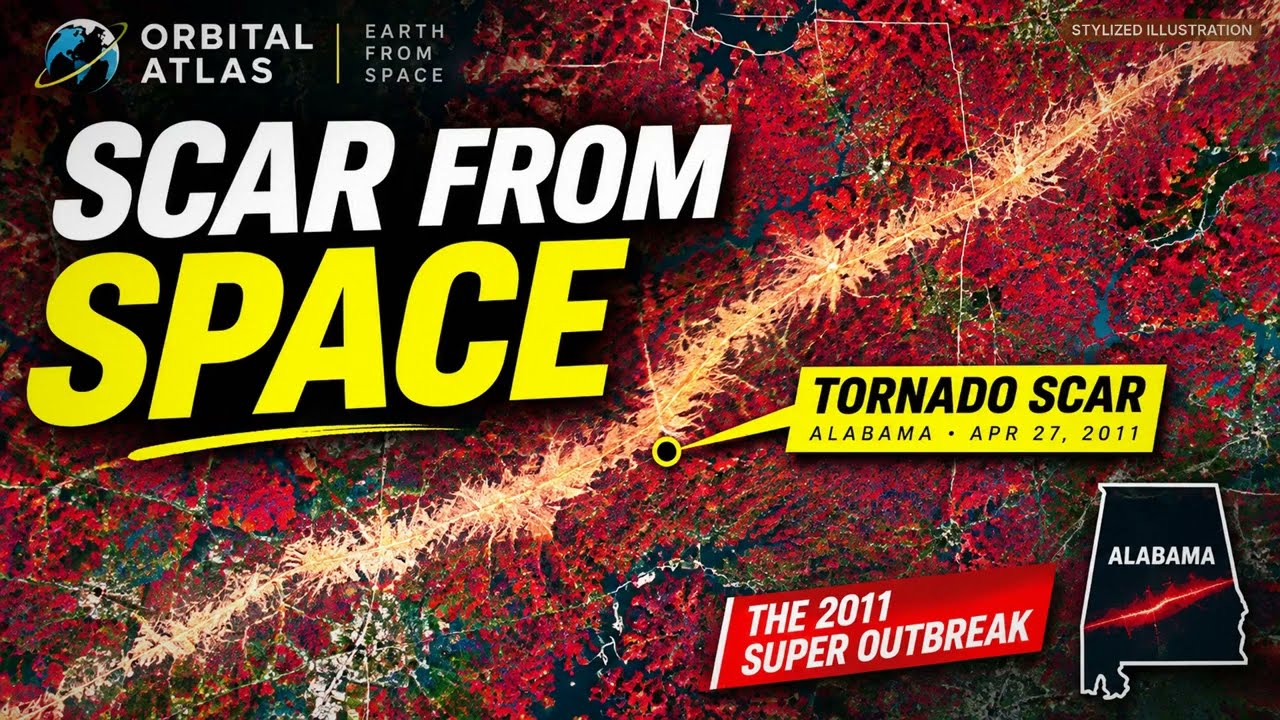 ORBITAL
ATLAS
EARTH
FROM
SPACE
STYLIZED ILLUSTRATION
SCAR FROM
SPACE
TORNADO SCAR
ALABAMA • APR 27, 2011
ALABAMA
THE 2011
SUPER OUTBREAK